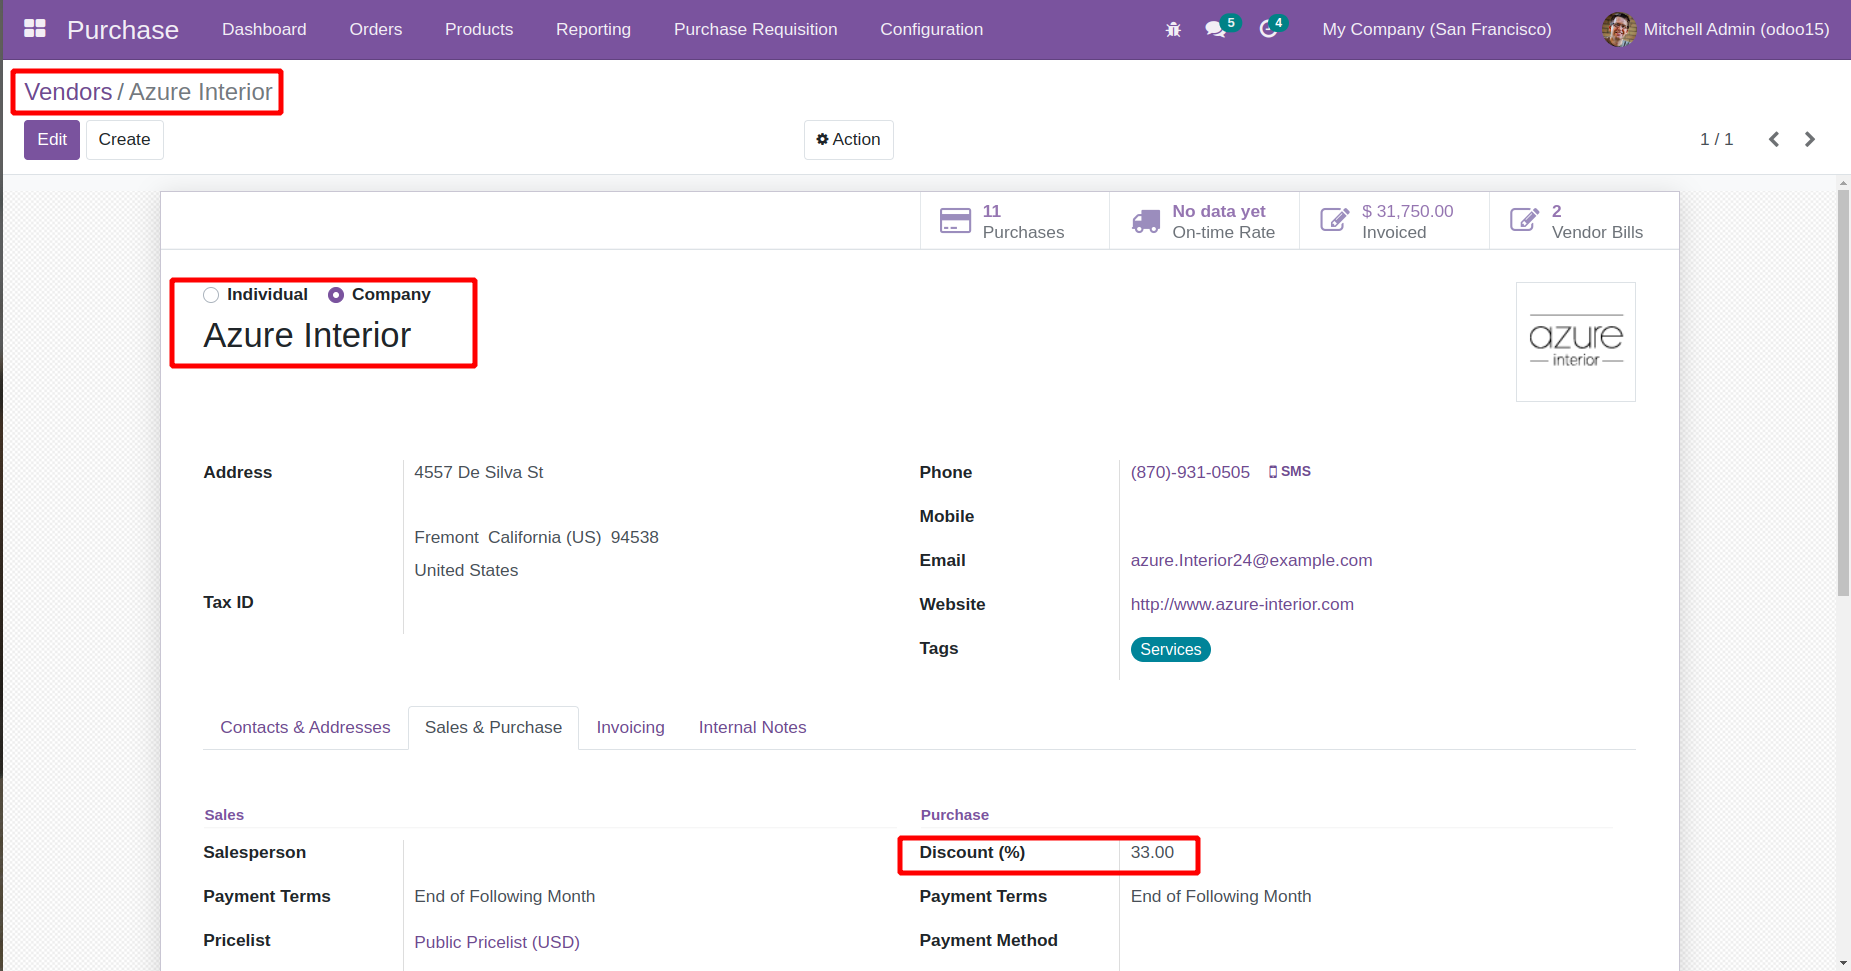 Purchase Dashboard Orders Products Reporting Purchase Requisition Configuration 5 4 My Company (San Francisco) Mitchell Admin (odoo15)
Vendors / Azure Interior
Edit Create Action 1 / 1
11 No data yet $ 31,750.00 2
Purchases On-time Rate Invoiced Vendor Bills
Individual Company
Azure Interior
azure
interior
Address 4557 De Silva St Phone (870)-931-0505 SMS
Mobile
Fremont California (US) 94538
Email azure.Interior24@example.com
United States
Tax ID Website http://www.azure-interior.com
Tags Services
Contacts & Addresses Sales & Purchase Invoicing Internal Notes
Sales Purchase
Salesperson Discount (%) 33.00
Payment Terms End of Following Month Payment Terms End of Following Month
Pricelist Public Pricelist (USD) Payment Method